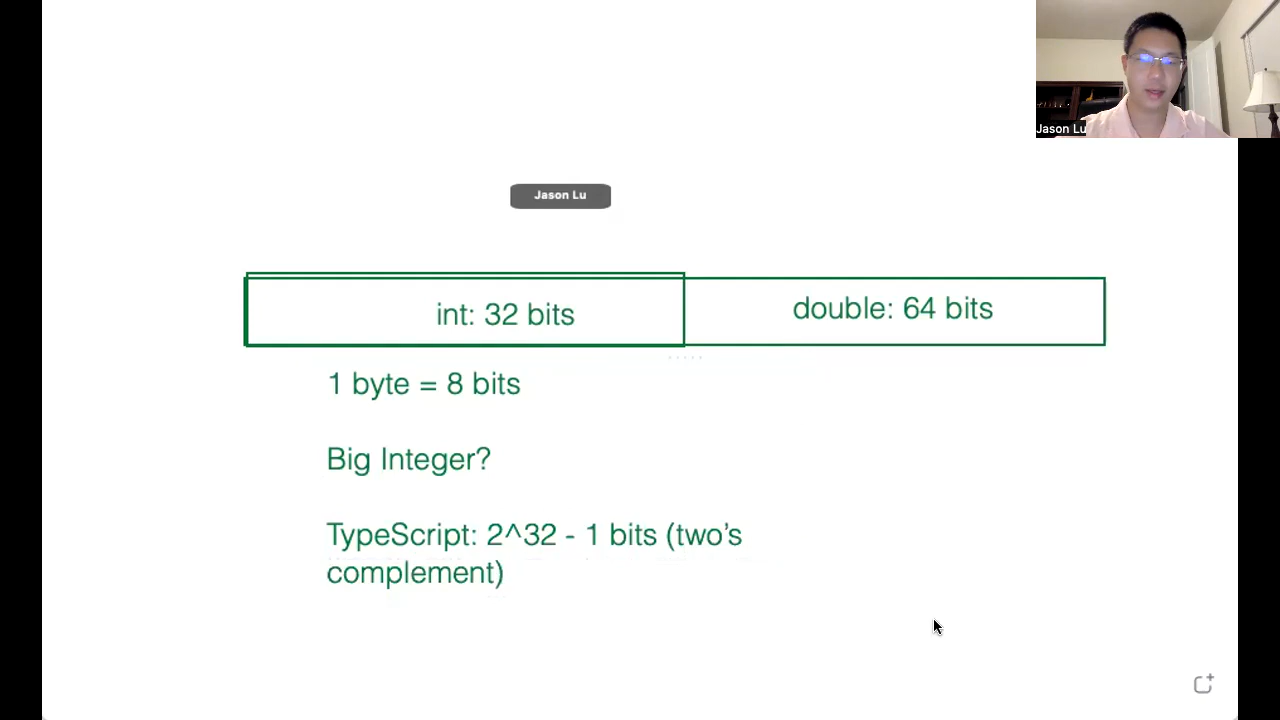 Jason Lu
Jason Lu
int: 32 bits
double: 64 bits
1 byte = 8 bits
Big Integer?
TypeScript: 2^32 - 1 bits (two’s
complement)